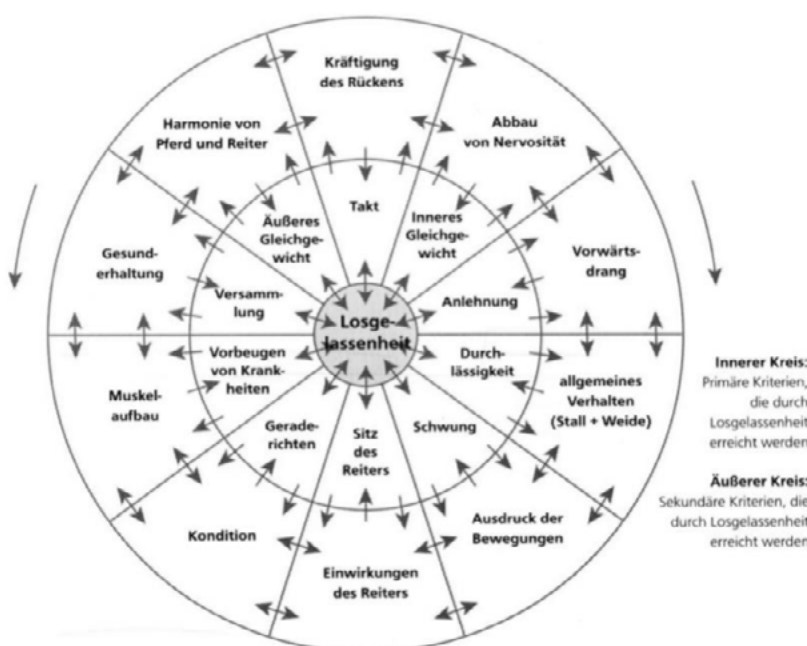 Kräftigung
des Rückens
Harmonie von
Pferd und Reiter
Abbau
von Nervosität
Takt
Äußeres
Gleichge-
wicht
Inneres
Gleichge-
wicht
Gesund-
erhaltung
Vorwärts-
drang
Versamm-
lung
Anlehnung
Losge-
lassenheit
Vorbeugen
von Krank-
heiten
Durch-
lässigkeit
Muskel-
aufbau
allgemeines
Verhalten
(Stall + Weide)
Gerade-
richten
Sitz
des
Reiters
Schwung
Kondition
Ausdruck der
Bewegungen
Einwirkungen
des Reiters
Innerer Kreis:
Primäre Kriterien,
die durch
Losgelassenheit
erreicht werden
Äußerer Kreis:
Sekundäre Kriterien, die
durch Losgelassenheit
erreicht werden